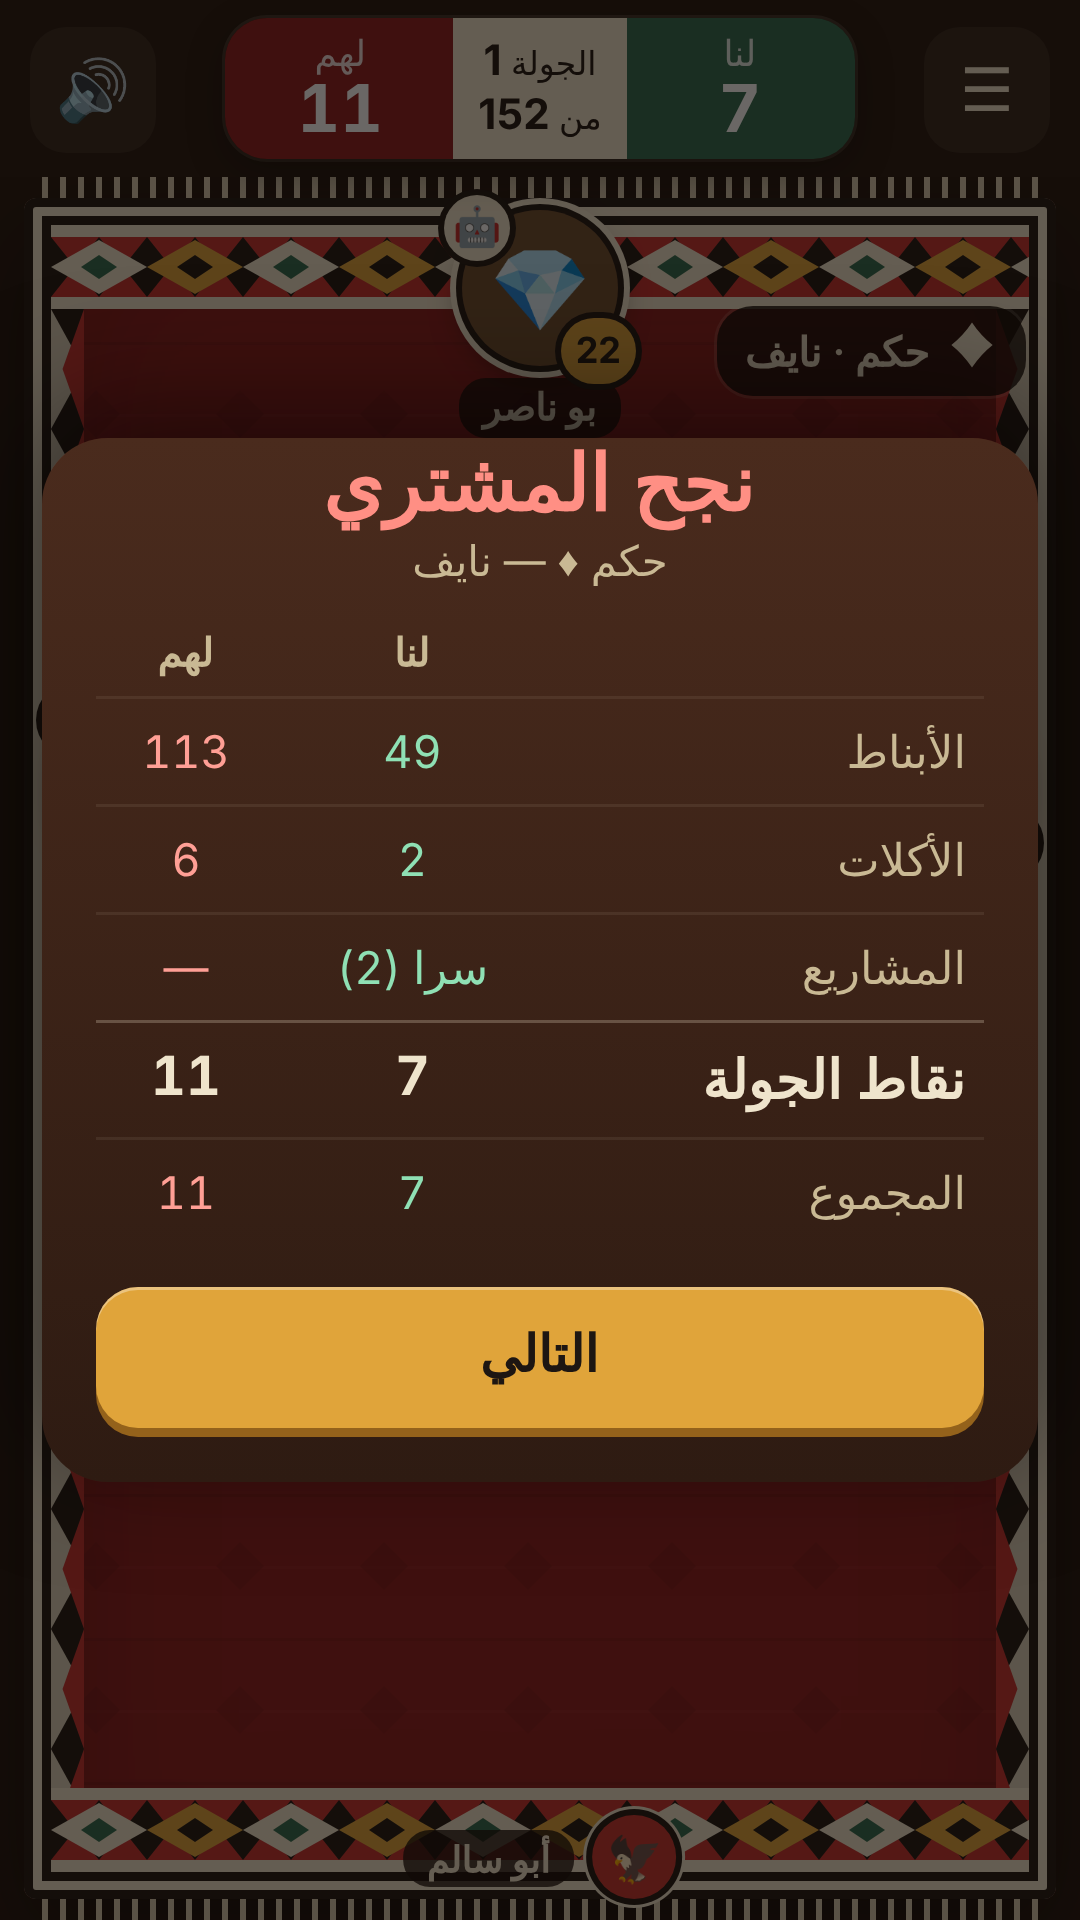 لنا
7
الجولة 1
من 152
لهم
11
22
بو ناصر
حكم · نايف
نجح المشتري
حكم ♦ — نايف
لنا لهم
الأبناط 49 113
الأكلات 2 6
المشاريع سرا (2) —
نقاط الجولة 7 11
المجموع 7 11
التالي
أبو سالم